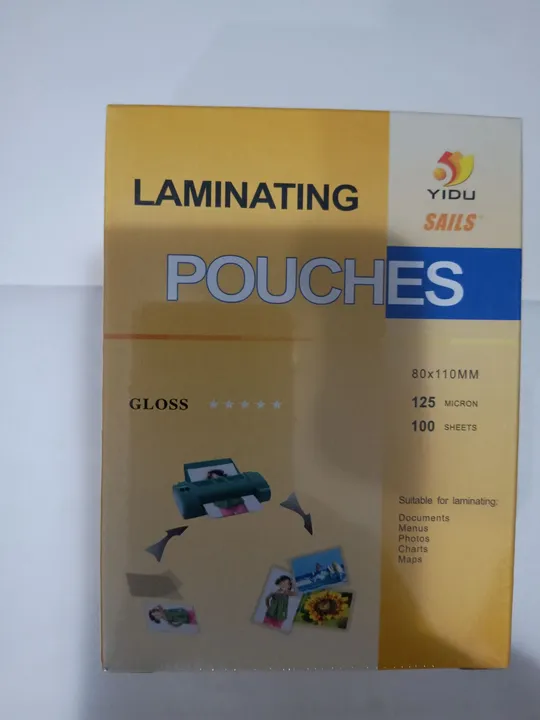 LAMINATING
POUCHES
YIDU
SAILS
80x110MM
125 MICRON
100 SHEETS
GLOSS
Suitable for laminating:
Documents
Menus
Photos
Charts
Maps